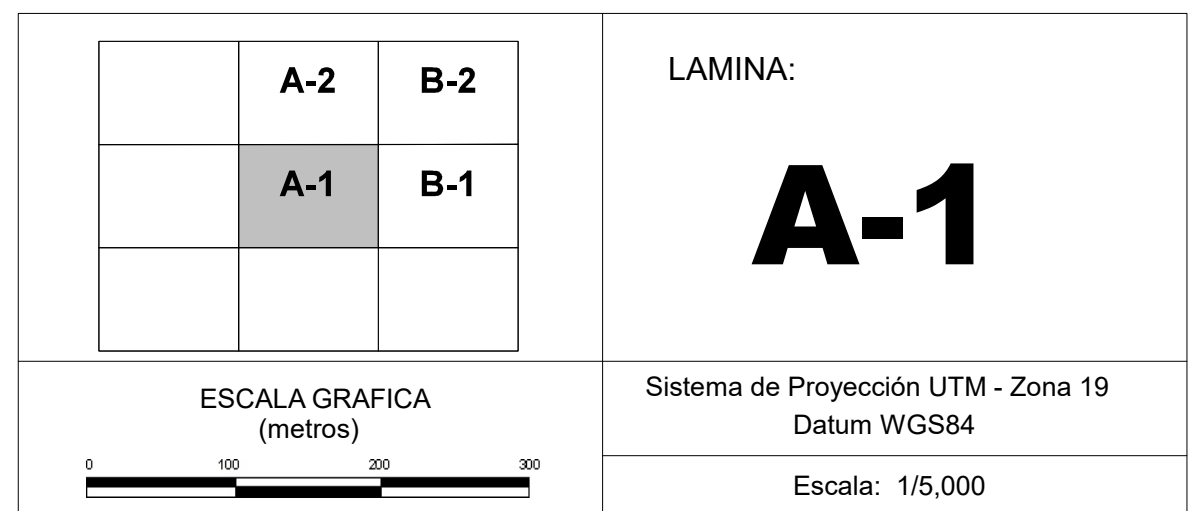 A-2 B-2
A-1 B-1
LAMINA:
A-1
ESCALA GRAFICA
(metros)
0 100 200 300
Sistema de Proyección UTM - Zona 19
Datum WGS84
Escala: 1/5,000